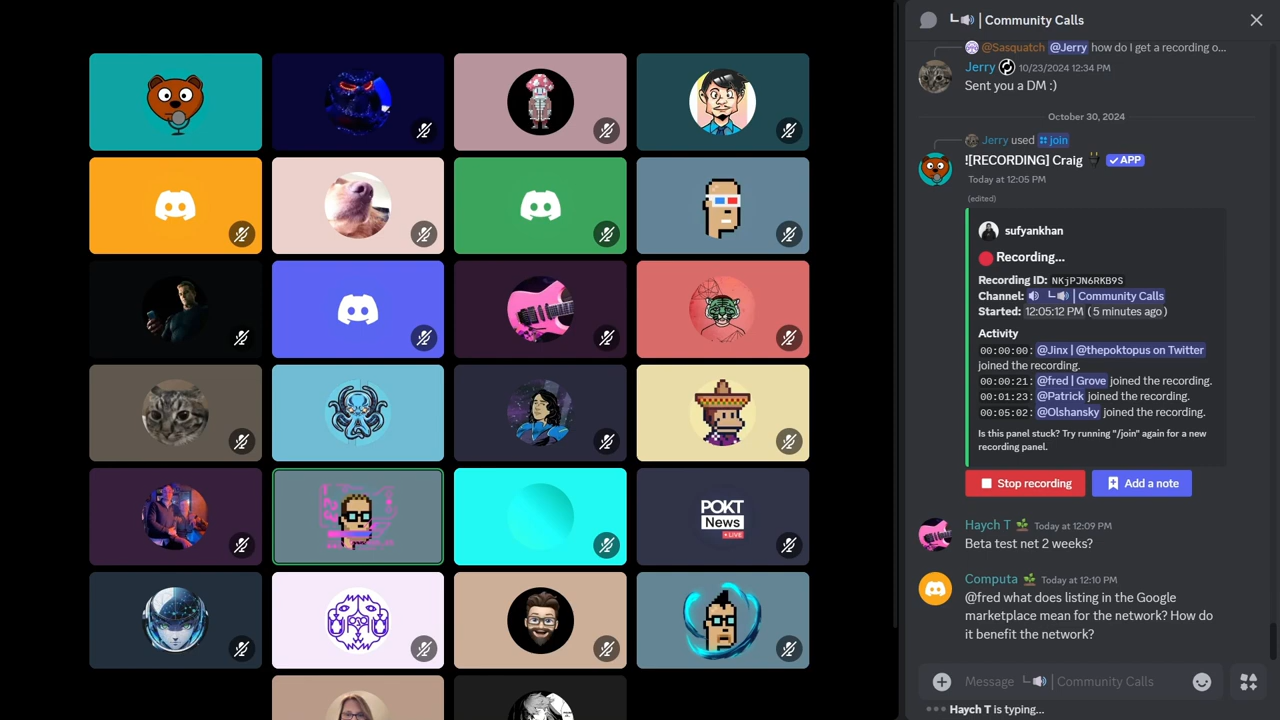 POKT
News
LIVE
└🔊 | Community Calls
@Sasquatch @Jerry how do I get a recording o...
Jerry 10/23/2024 12:34 PM
Sent you a DM :)
October 30, 2024
Jerry used join
![RECORDING] Craig ✓ APP
Today at 12:05 PM
(edited)
sufyankhan
Recording...
Recording ID: NKjPJN6RKB9S
Channel: 🔊 └🔊 | Community Calls
Started: 12:05:12 PM (5 minutes ago)
Activity
00:00:00: @Jinx | @thepoktopus on Twitter
joined the recording.
00:00:21: @fred | Grove joined the recording.
00:01:23: @Patrick joined the recording.
00:05:02: @Olshansky joined the recording.
Is this panel stuck? Try running "/join" again for a new
recording panel.
Stop recording
Add a note
Haych T 🌿 Today at 12:09 PM
Beta test net 2 weeks?
Computa 🌿 Today at 12:10 PM
@fred what does listing in the Google
marketplace mean for the network? How do
it benefit the network?
Message └🔊 | Community Calls
Haych T is typing...